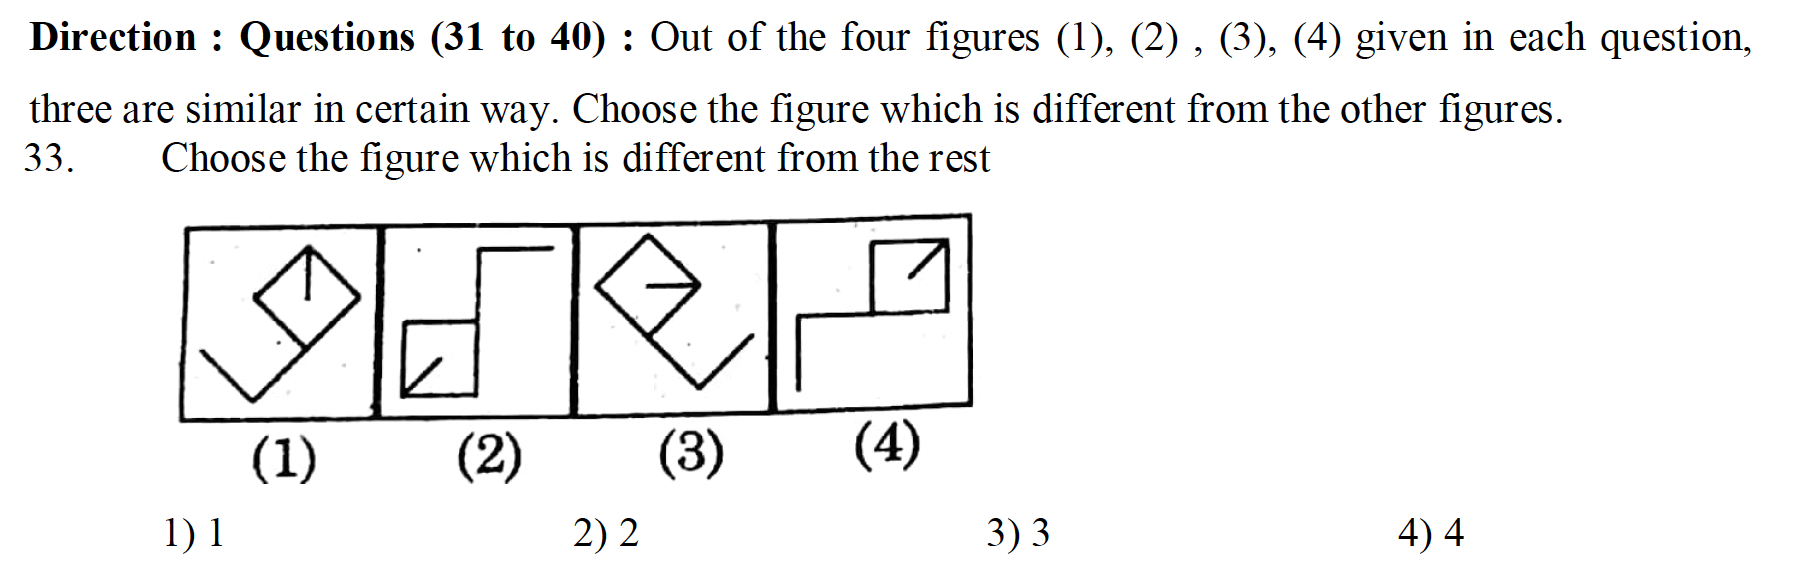 Direction : Questions (31 to 40) : Out of the four figures (1), (2) , (3), (4) given in each question,
three are similar in certain way. Choose the figure which is different from the other figures.
33. Choose the figure which is different from the rest
(1) (2) (3) (4)
1) 1 2) 2 3) 3 4) 4